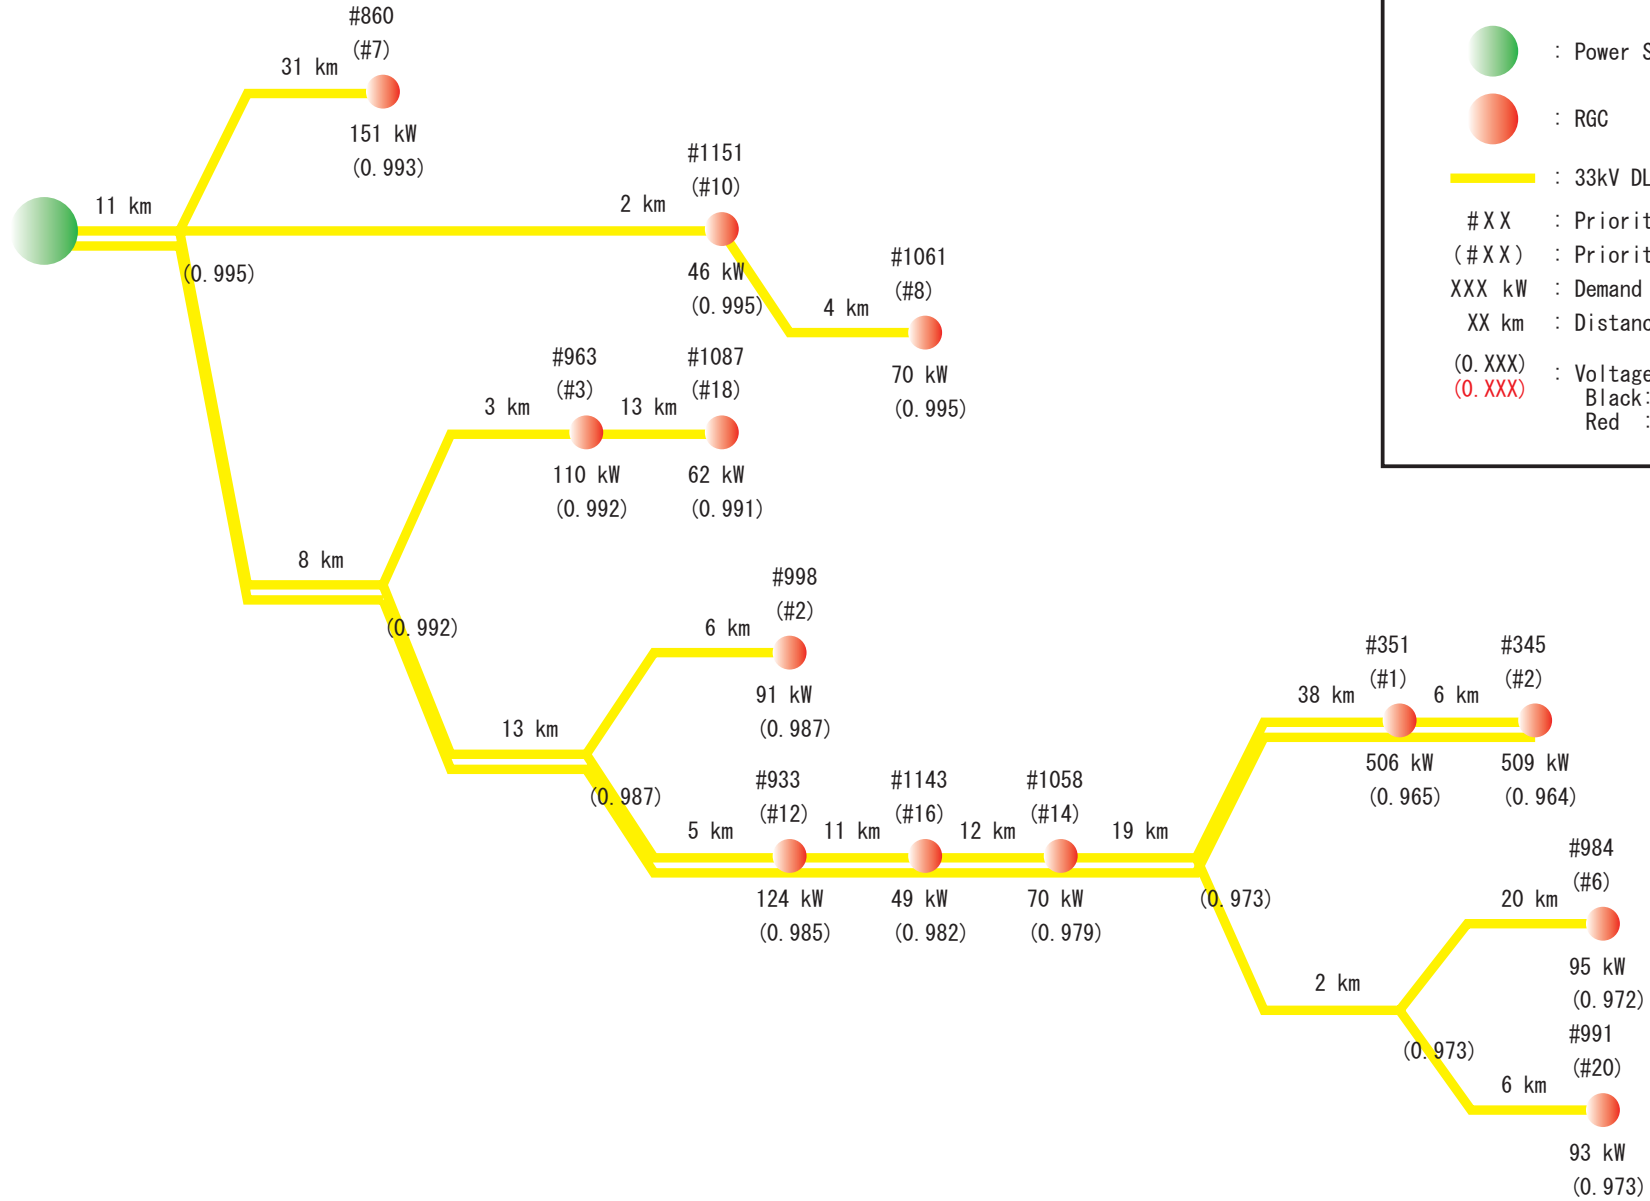 #860
(#7)
31 km
151 kW
(0.993)
11 km
(0.995)
#1151
(#10)
2 km
46 kW
(0.995)
#1061
(#8)
4 km
70 kW
(0.995)
#963
(#3)
3 km
110 kW
(0.992)
#1087
(#18)
13 km
62 kW
(0.991)
8 km
(0.992)
#998
(#2)
6 km
91 kW
(0.987)
13 km
(0.987)
#933
(#12)
5 km
124 kW
(0.985)
#1143
(#16)
11 km
49 kW
(0.982)
#1058
(#14)
12 km
70 kW
(0.979)
19 km
(0.973)
#351
(#1)
38 km
506 kW
(0.965)
#345
(#2)
6 km
509 kW
(0.964)
2 km
(0.973)
#984
(#6)
20 km
95 kW
(0.972)
#991
(#20)
6 km
93 kW
(0.973)
: Power S
: RGC
: 33kV DL
#XX : Priorit
(#XX) : Priorit
XXX kW : Demand
XX km : Distanc
(0.XXX)
(0.XXX) : Voltage
Black:
Red :